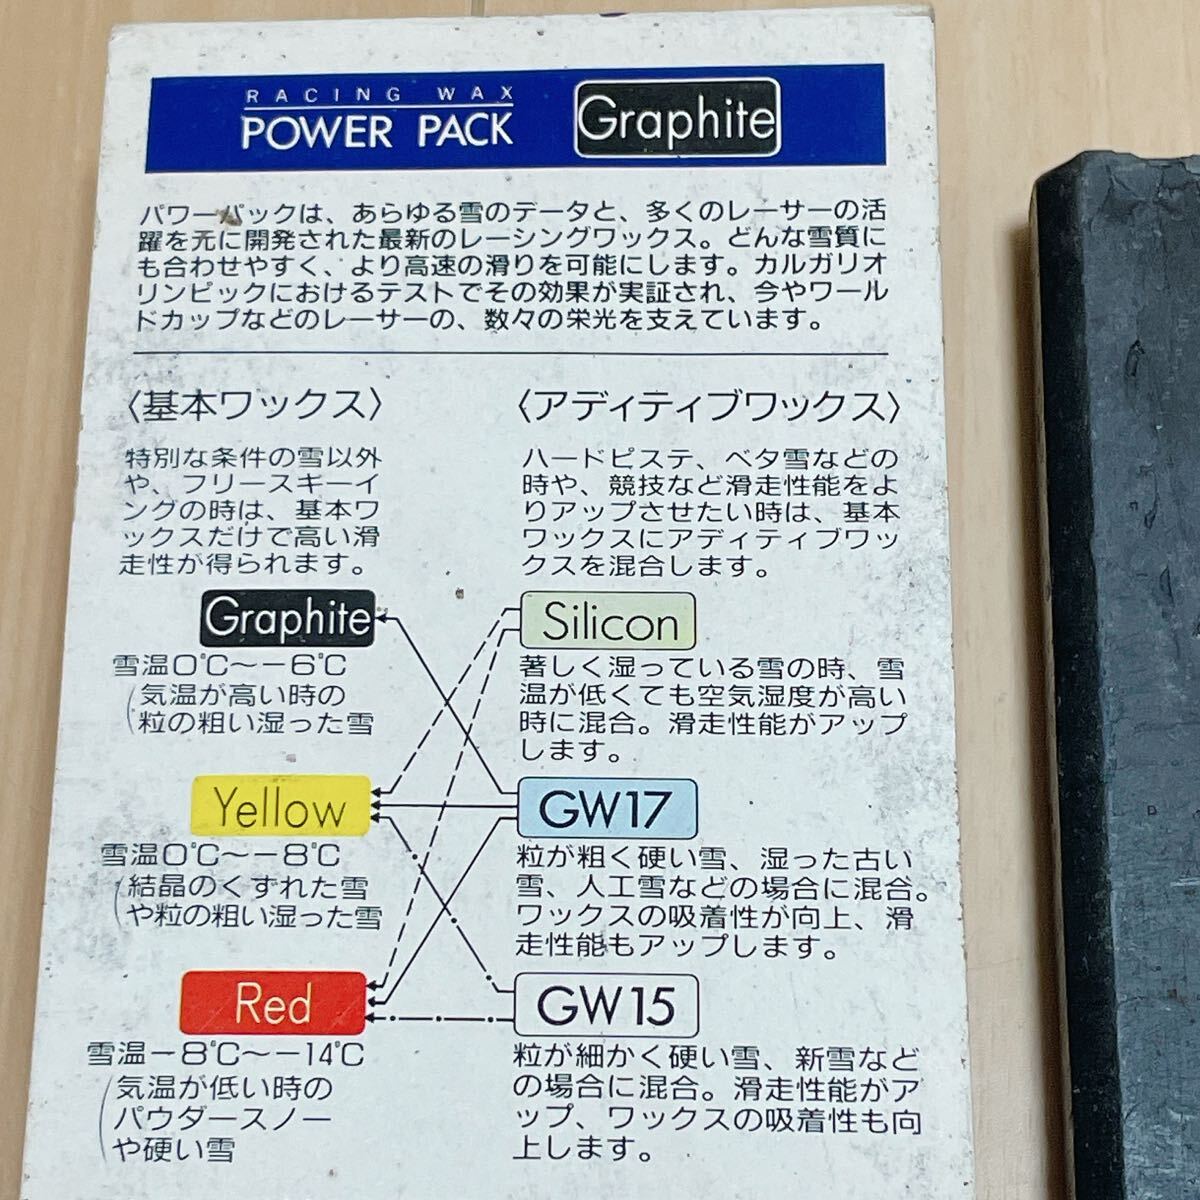 RACING WAX
POWER PACK
Graphite
パワーパックは、あらゆる雪のデータと、多くのレーサーの活
躍を元に開発された最新のレーシングワックス。どんな雪質に
も合わせやすく、より高速の滑りを可能にします。カルガリオ
リンピックにおけるテストでその効果が実証され、今やワール
ドカップなどのレーサーの、数々の栄光を支えています。
〈基本ワックス〉
特別な条件の雪以外
や、フリースキーイ
ングの時は、基本ワ
ックスだけで高い滑
走性が得られます。
Graphite
雪温0℃〜−6℃
(気温が高い時の
粒の粗い湿った雪
Yellow
雪温0℃〜−8℃
(結晶のくずれた雪
や粒の粗い湿った雪
Red
雪温−8℃〜−14℃
(気温が低い時の
パウダースノー
や硬い雪
〈アディティブワックス〉
ハードピステ、ベタ雪などの
時や、競技など滑走性能をよ
りアップさせたい時は、基本
ワックスにアディティブワッ
クスを混合します。
Silicon
著しく湿っている雪の時、雪
温が低くても空気湿度が高い
時に混合。滑走性能がアップ
します。
GW17
粒が粗く硬い雪、湿った古い
雪、人工雪などの場合に混合。
ワックスの吸着性が向上、滑
走性能もアップします。
GW15
粒が細かく硬い雪、新雪など
の場合に混合。滑走性能がア
ップ、ワックスの吸着性も向
上します。